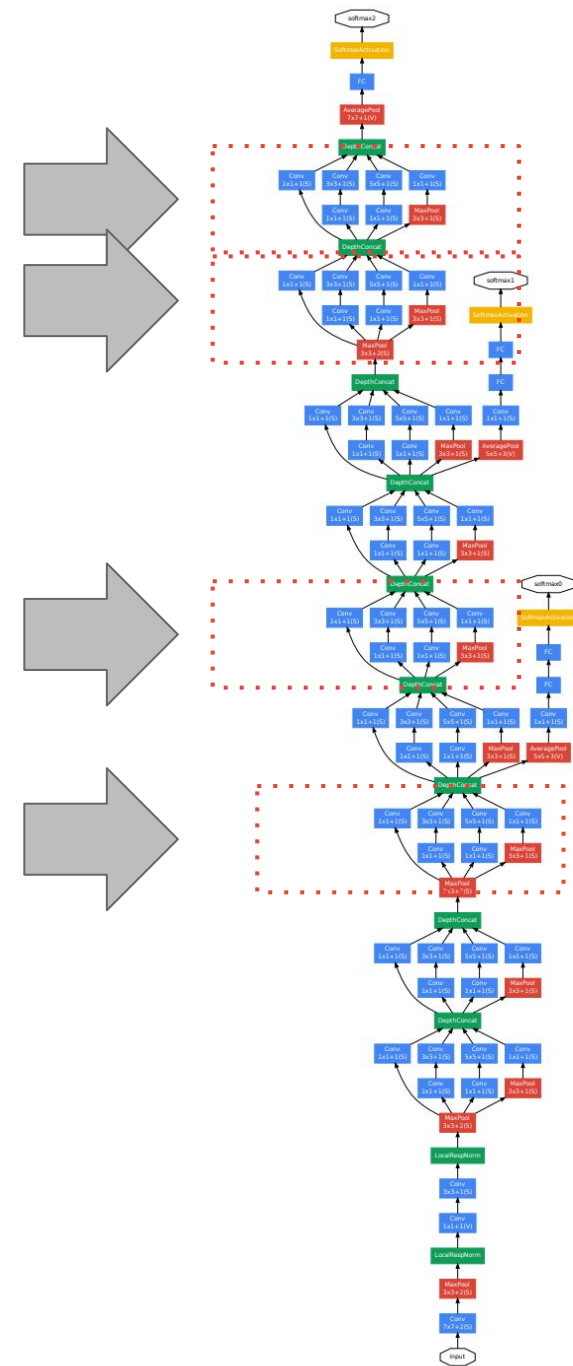 softmax2
SoftmaxActivation
FC
AveragePool
7x7+1(V)
DepthConcat
Conv Conv Conv Conv
1x1+1(S) 3x3+1(S) 5x5+1(S) 1x1+1(S)
Conv Conv MaxPool
1x1+1(S) 1x1+1(S) 3x3+1(S)
DepthConcat
Conv Conv Conv Conv
1x1+1(S) 3x3+1(S) 5x5+1(S) 1x1+1(S)
softmax1
Conv Conv MaxPool
1x1+1(S) 1x1+1(S) 3x3+1(S)
SoftmaxActivation
MaxPool
3x3+2(S)
FC
DepthConcat
FC
Conv Conv Conv Conv Conv
1x1+1(S) 3x3+1(S) 5x5+1(S) 1x1+1(S) 1x1+1(S)
Conv Conv MaxPool AveragePool
1x1+1(S) 1x1+1(S) 3x3+1(S) 5x5+3(V)
DepthConcat
Conv Conv Conv Conv
1x1+1(S) 3x3+1(S) 5x5+1(S) 1x1+1(S)
Conv Conv MaxPool
1x1+1(S) 1x1+1(S) 3x3+1(S)
DepthConcat
softmax0
Conv Conv Conv Conv
1x1+1(S) 3x3+1(S) 5x5+1(S) 1x1+1(S)
SoftmaxActivation
Conv Conv MaxPool
1x1+1(S) 1x1+1(S) 3x3+1(S)
FC
DepthConcat
FC
Conv Conv Conv Conv Conv
1x1+1(S) 3x3+1(S) 5x5+1(S) 1x1+1(S) 1x1+1(S)
Conv Conv MaxPool AveragePool
1x1+1(S) 1x1+1(S) 3x3+1(S) 5x5+3(V)
DepthConcat
Conv Conv Conv Conv
1x1+1(S) 3x3+1(S) 5x5+1(S) 1x1+1(S)
Conv Conv MaxPool
1x1+1(S) 1x1+1(S) 3x3+1(S)
MaxPool
DepthConcat
Conv Conv Conv Conv
1x1+1(S) 3x3+1(S) 5x5+1(S) 1x1+1(S)
Conv Conv MaxPool
1x1+1(S) 1x1+1(S) 3x3+1(S)
DepthConcat
Conv Conv Conv Conv
1x1+1(S) 3x3+1(S) 5x5+1(S) 1x1+1(S)
Conv Conv MaxPool
1x1+1(S) 1x1+1(S) 3x3+1(S)
MaxPool
3x3+2(S)
LocalRespNorm
Conv
3x3+1(S)
Conv
1x1+1(V)
LocalRespNorm
MaxPool
3x3+2(S)
Conv
7x7+2(S)
input